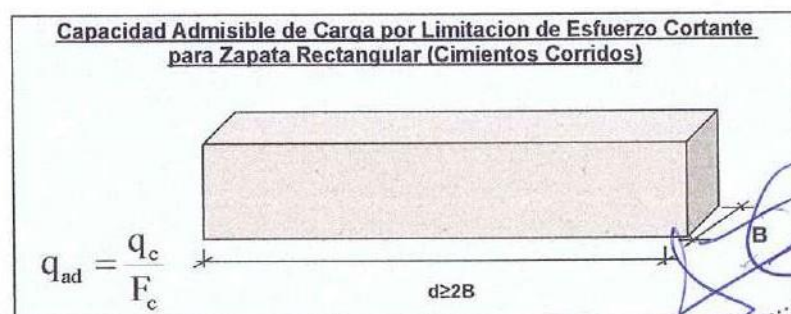 Capacidad Admisible de Carga por Limitacion de Esfuerzo Cortante
para Zapata Rectangular (Cimientos Corridos)
q_ad = q_c / F_c
d≥2B
B